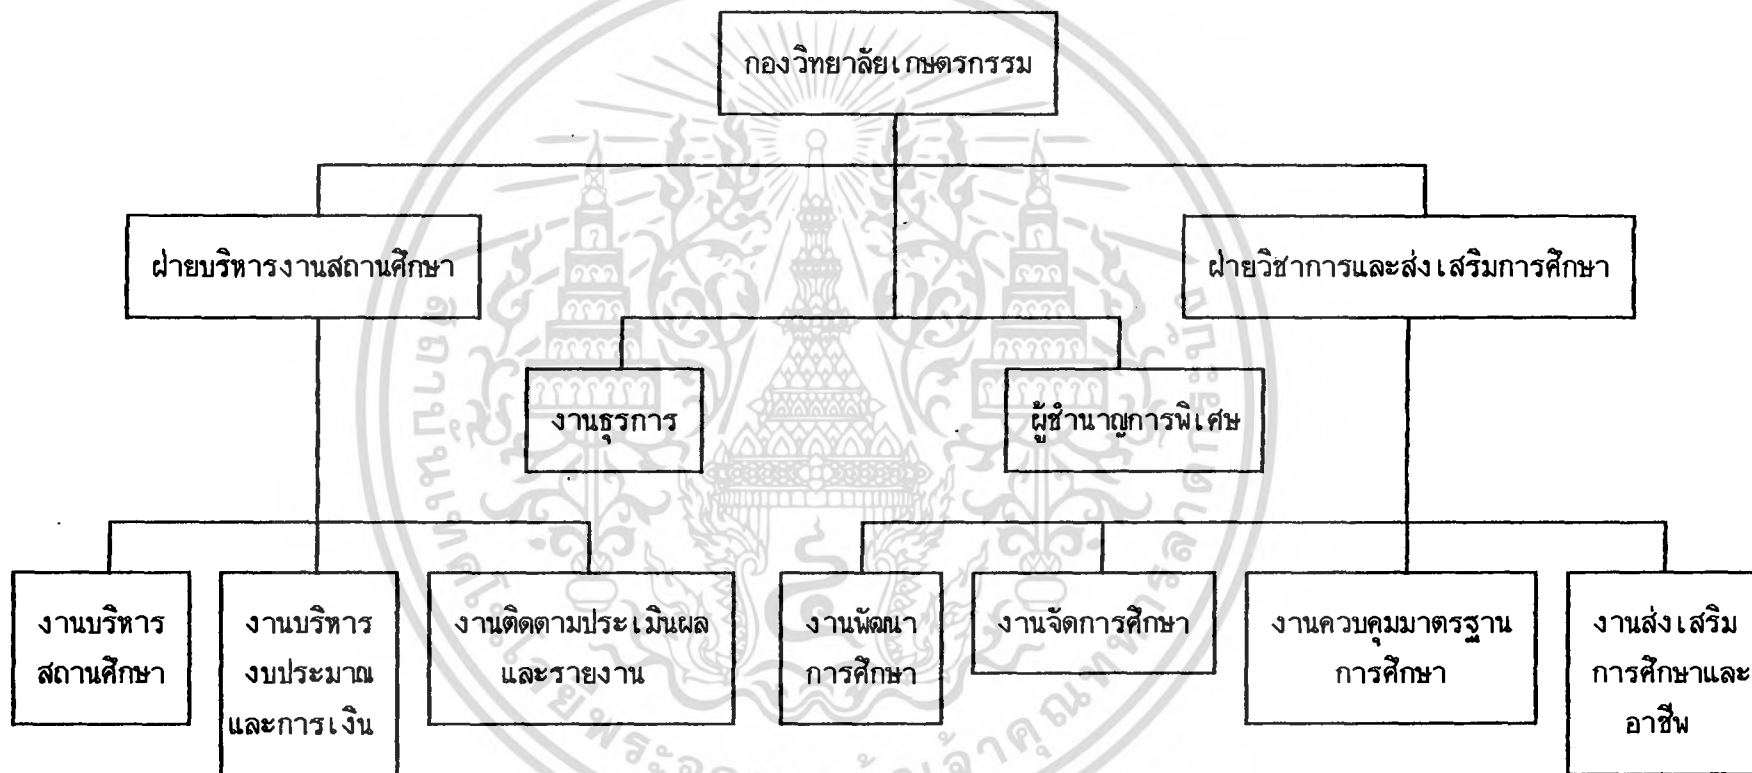 กองวิทยาลัยเกษตรกรรม
ฝ่ายบริหารงานสถานศึกษา
ฝ่ายวิชาการและส่งเสริมการศึกษา
งานธุรการ
ผู้ชำนาญการพิเศษ
งานบริหาร
สถานศึกษา
งานบริหาร
งบประมาณ
และการเงิน
งานติดตามประเมินผล
และรายงาน
งานพัฒนา
การศึกษา
งานจัดการศึกษา
งานควบคุมมาตรฐาน
การศึกษา
งานส่งเสริม
การศึกษาและ
อาชีพ